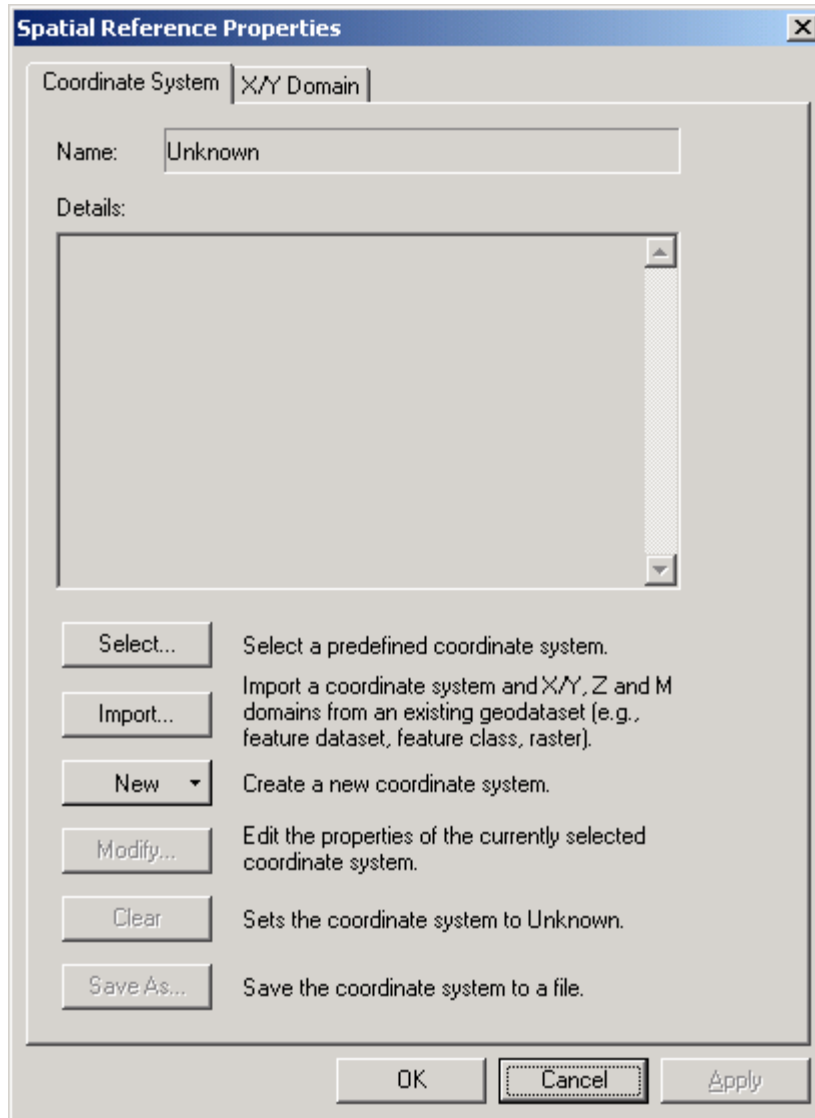 Spatial Reference Properties
Coordinate System
X/Y Domain
Name: Unknown
Details:
Select... Select a predefined coordinate system.
Import... Import a coordinate system and X/Y, Z and M
domains from an existing geodataset (e.g.,
feature dataset, feature class, raster).
New Create a new coordinate system.
Modify... Edit the properties of the currently selected
coordinate system.
Clear Sets the coordinate system to Unknown.
Save As... Save the coordinate system to a file.
OK Cancel Apply